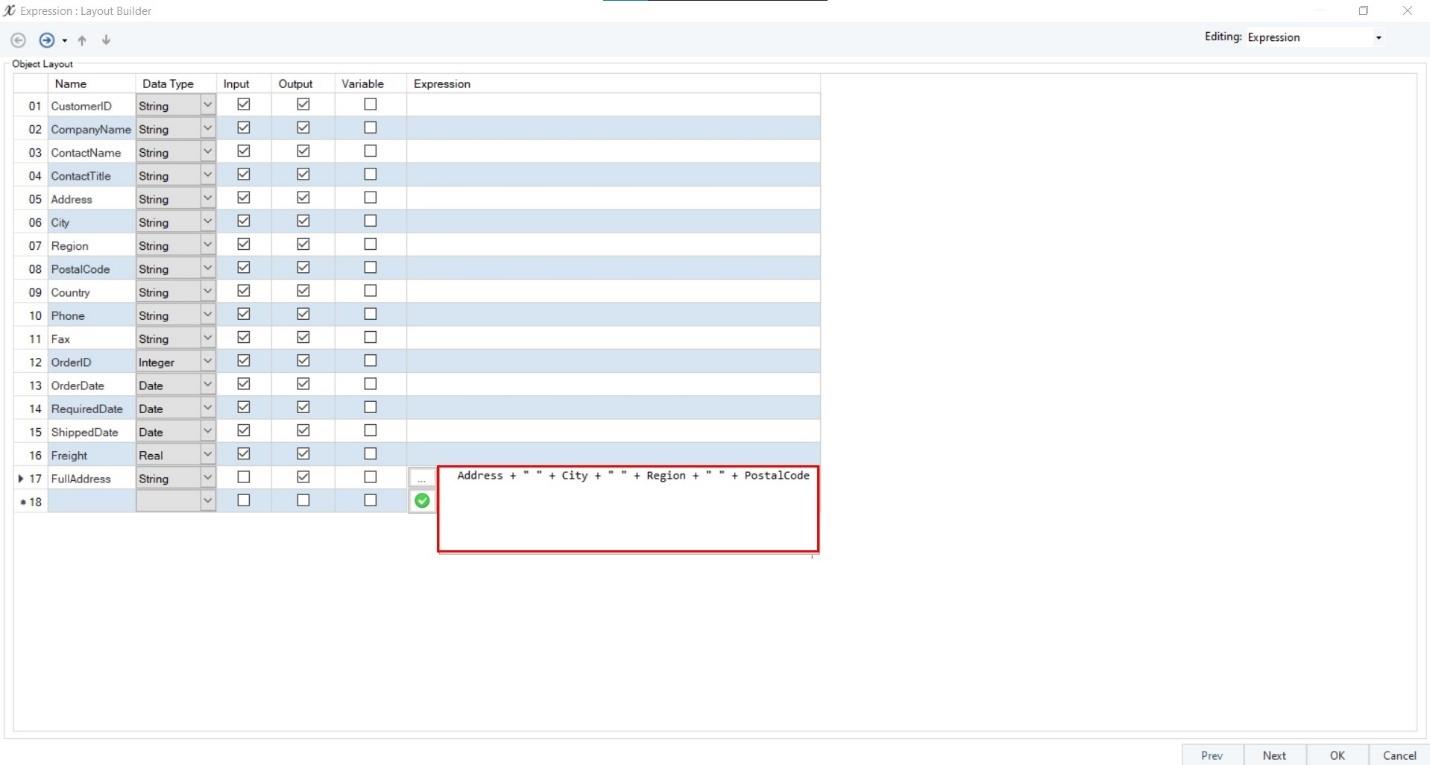 Expression : Layout Builder
Editing: Expression
Object Layout
Name Data Type Input Output Variable Expression
01 CustomerID String
02 CompanyName String
03 ContactName String
04 ContactTitle String
05 Address String
06 City String
07 Region String
08 PostalCode String
09 Country String
10 Phone String
11 Fax String
12 OrderID Integer
13 OrderDate Date
14 RequiredDate Date
15 ShippedDate Date
16 Freight Real
17 FullAddress String ... Address + " " + City + " " + Region + " " + PostalCode
18
Prev Next OK Cancel